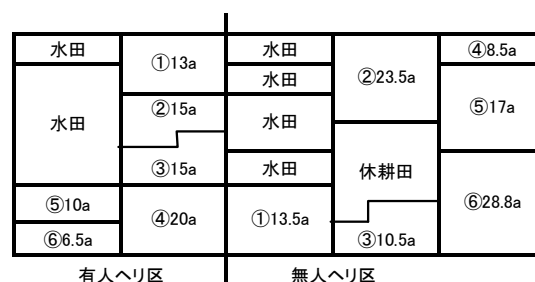 水田
①13a
水田
②15a
③15a
⑤10a
⑥6.5a
④20a
水田
水田
水田
水田
①13.5a
②23.5a
休耕田
③10.5a
④8.5a
⑤17a
⑥28.8a
有人ヘリ区
無人ヘリ区